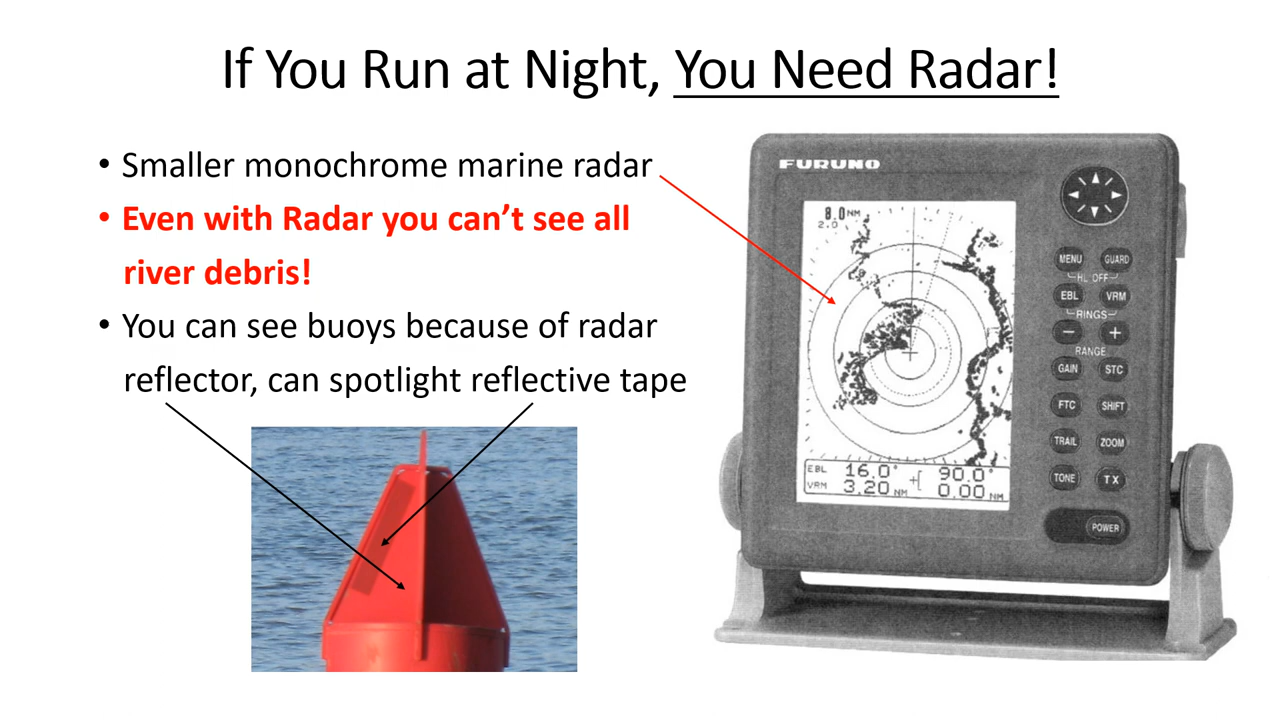 If You Run at Night, You Need Radar!
• Smaller monochrome marine radar
• Even with Radar you can’t see all
river debris!
• You can see buoys because of radar
reflector, can spotlight reflective tape
FURUNO
8.0NM
2.0
MENU GUARD
HL OFF
EBL VRM
RINGS
− +
RANGE
GAIN STC
FTC SHIFT
TRAIL ZOOM
TONE TX
POWER
EBL 16.0° 90.0°
VRM 3.20 NM + 0.00 NM